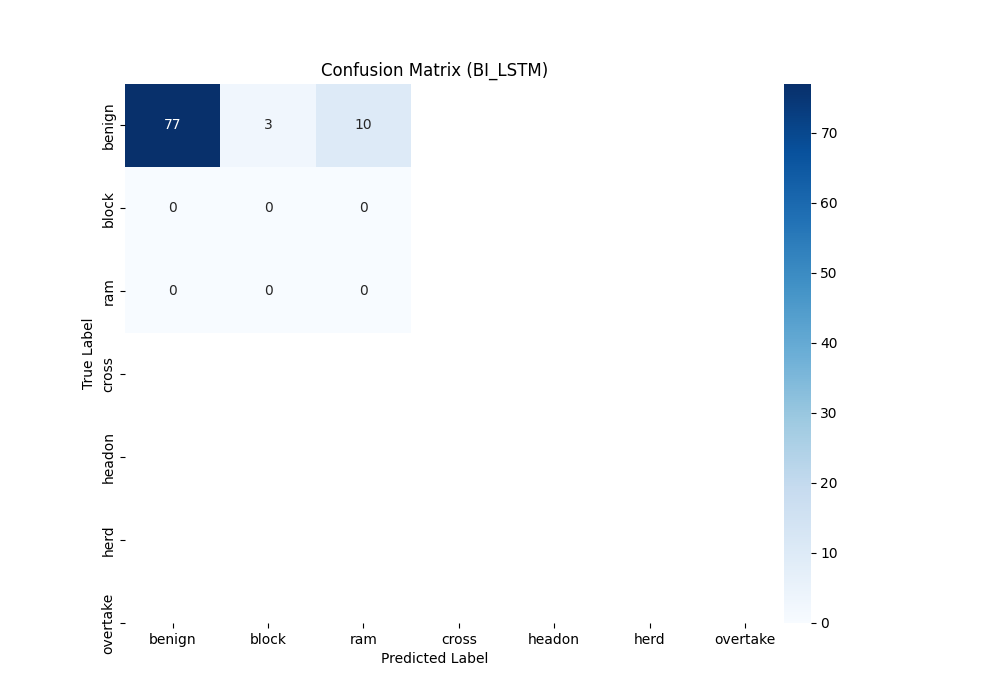 Confusion Matrix (BI_LSTM)
benign 77 3 10 70
block 0 0 0 60
50
ram 0 0 0 40
True Label
cross 30
headon 20
herd 10
overtake 0
benign block ram cross headon herd overtake
Predicted Label